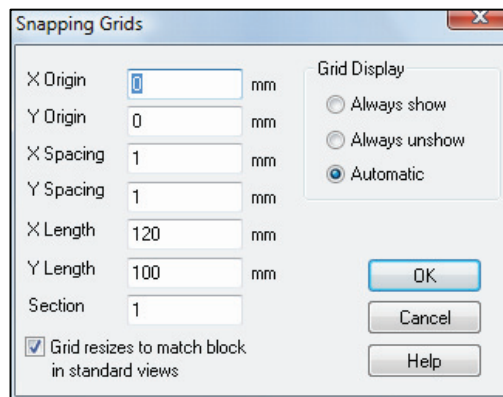 Snapping Grids
X Origin 0 mm
Y Origin 0 mm
X Spacing 1 mm
Y Spacing 1 mm
X Length 120 mm
Y Length 100 mm
Section 1
Grid resizes to match block
in standard views
Grid Display
Always show
Always unshow
Automatic
OK
Cancel
Help